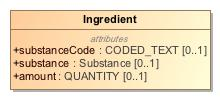 Ingredient
attributes
+substanceCode : CODED_TEXT [0..1]
+substance : Substance [0..1]
+amount : QUANTITY [0..1]